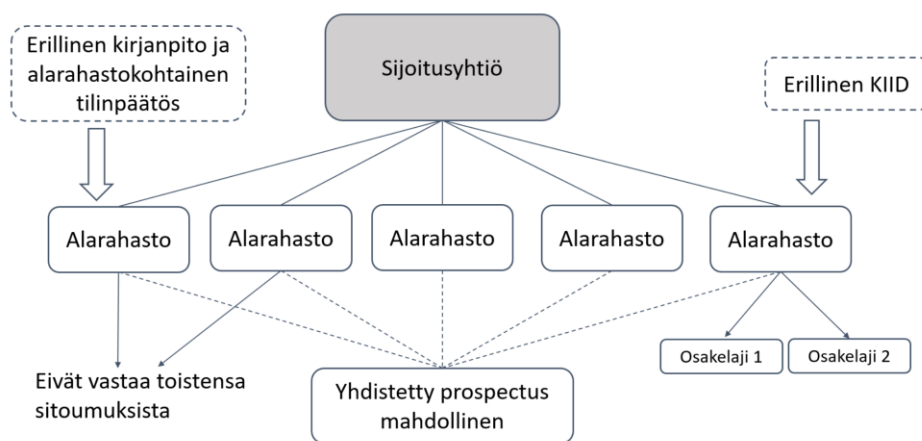 Erillinen kirjanpito ja
alarahastokohtainen
tilinpäätös
Sijoitusyhtiö
Erillinen KIID
Alarahasto
Alarahasto
Alarahasto
Alarahasto
Alarahasto
Osakelaji 1
Osakelaji 2
Eivät vastaa toistensa
sitoumuksista
Yhdistetty prospectus
mahdollinen